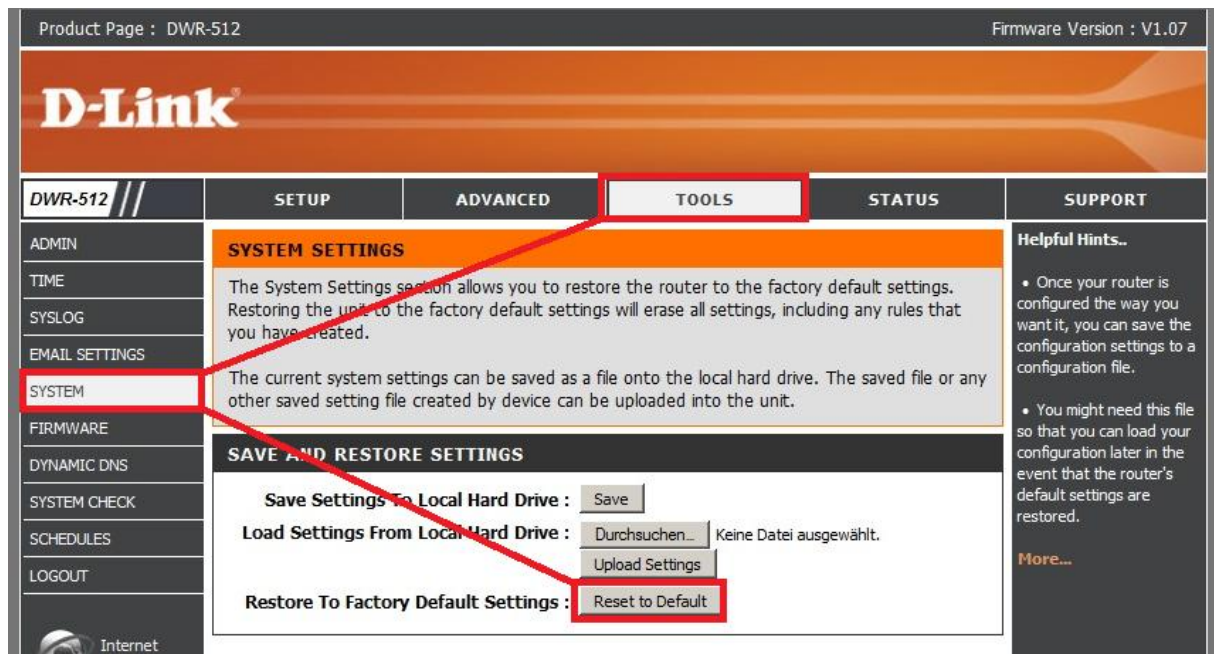 Product Page : DWR-512
Firmware Version : V1.07
D-Link
DWR-512
SETUP
ADVANCED
TOOLS
STATUS
SUPPORT
ADMIN
TIME
SYSLOG
EMAIL SETTINGS
SYSTEM
FIRMWARE
DYNAMIC DNS
SYSTEM CHECK
SCHEDULES
LOGOUT
Internet
SYSTEM SETTINGS
The System Settings section allows you to restore the router to the factory default settings.
Restoring the unit to the factory default settings will erase all settings, including any rules that
you have created.
The current system settings can be saved as a file onto the local hard drive. The saved file or any
other saved setting file created by device can be uploaded into the unit.
SAVE AND RESTORE SETTINGS
Save Settings To Local Hard Drive : Save
Load Settings From Local Hard Drive : Durchsuchen... Keine Datei ausgewählt.
Upload Settings
Restore To Factory Default Settings : Reset to Default
Helpful Hints..
• Once your router is
configured the way you
want it, you can save the
configuration settings to a
configuration file.
• You might need this file
so that you can load your
configuration later in the
event that the router's
default settings are
restored.
More...